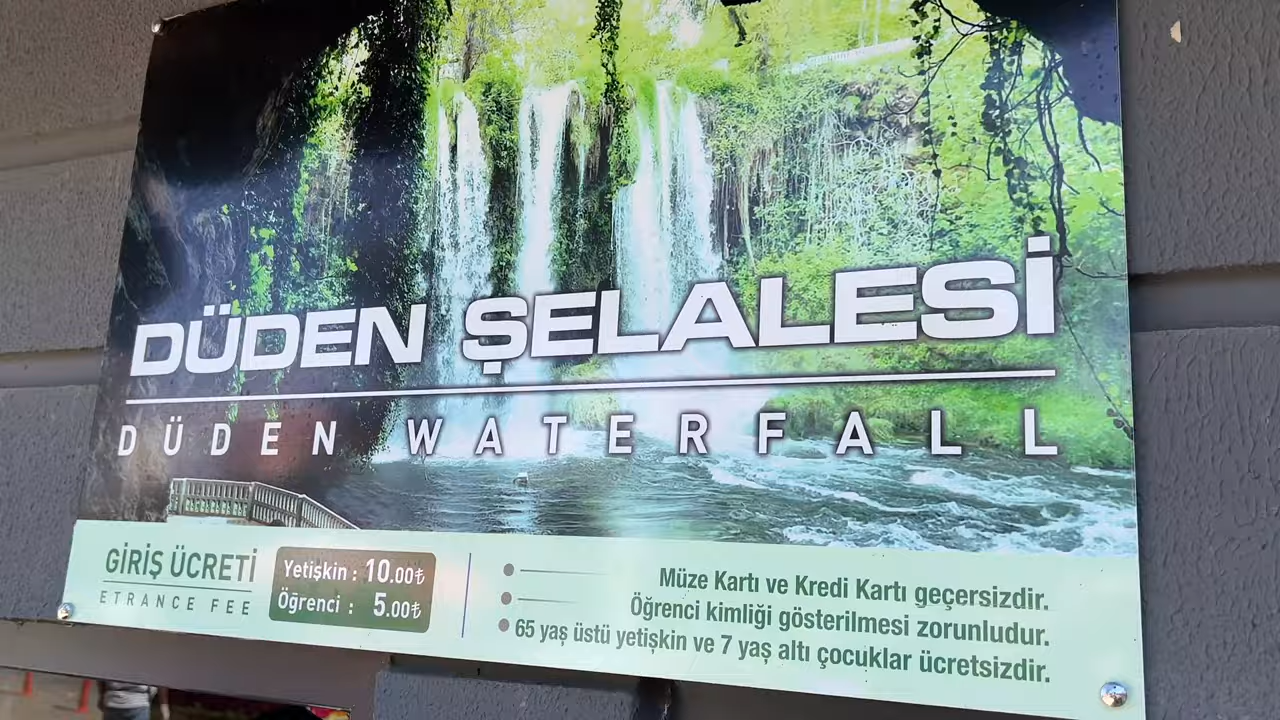 DÜDEN ŞELALESİ
DÜDEN WATERFALL
GİRİŞ ÜCRETİ
ETRANCE FEE
Yetişkin : 10.00₺
Öğrenci : 5.00₺
Müze Kartı ve Kredi Kartı geçersizdir.
Öğrenci kimliği gösterilmesi zorunludur.
65 yaş üstü yetişkin ve 7 yaş altı çocuklar ücretsizdir.